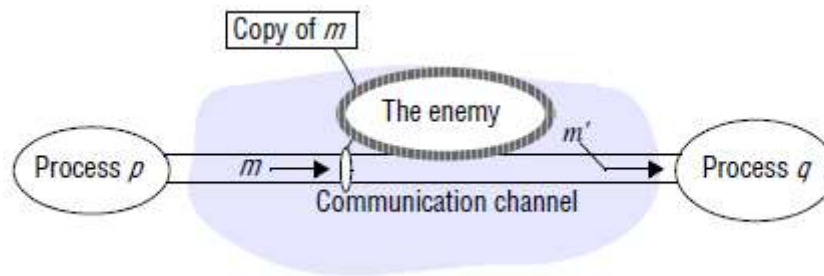 Copy of m
The enemy
Process p
m
m'
Process q
Communication channel